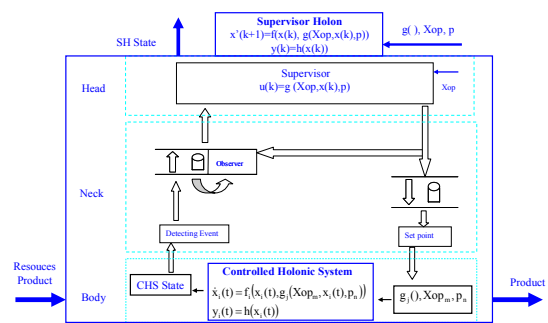 Supervisor Holon
x'(k+1)=f(x(k), g(Xop,x(k),p))
y(k)=h(x(k))
SH State
g( ), Xop, p
Head
Supervisor
u(k)=g (Xop,x(k),p)
Xop
Observer
Neck
Detecting Event
Set point
Resouces
Product
Product
Body
CHS State
Controlled Holonic System
ẋᵢ(t) = fᵢ(xᵢ(t),gⱼ(Xopₘ,xᵢ(t),pₙ))
yᵢ(t) = h(xᵢ(t))
gⱼ(),Xopₘ,pₙ